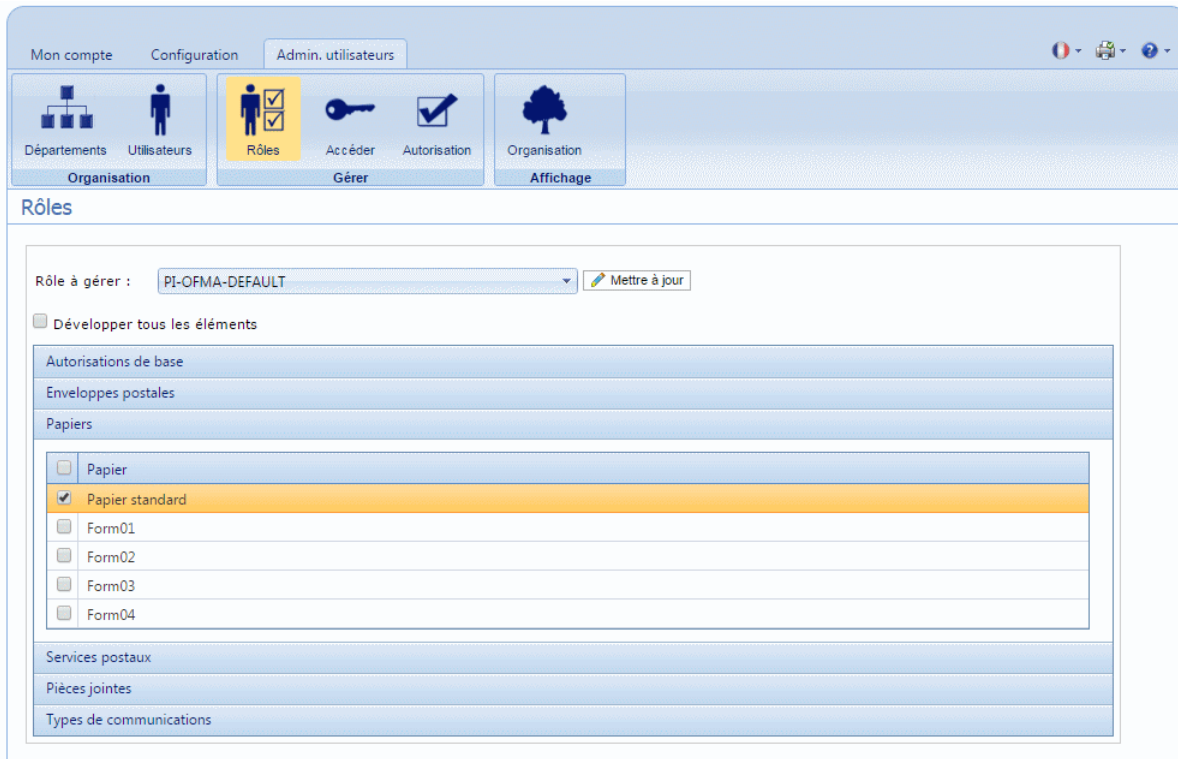 Mon compte Configuration Admin. utilisateurs
Départements Utilisateurs Rôles Accéder Autorisation Organisation
Organisation Gérer Affichage
Rôles
Rôle à gérer : PI-OFMA-DEFAULT Mettre à jour
Développer tous les éléments
Autorisations de base
Enveloppes postales
Papiers
Papier
Papier standard
Form01
Form02
Form03
Form04
Services postaux
Pièces jointes
Types de communications